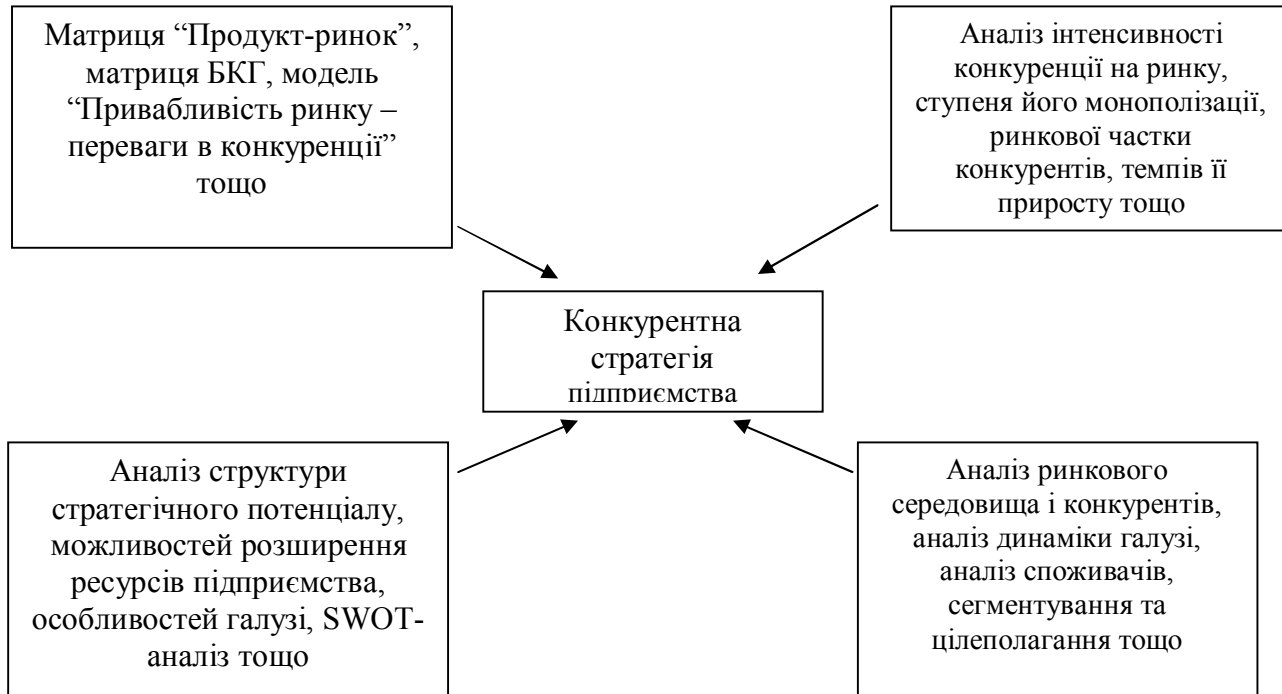 Матриця “Продукт-ринок”,
матриця БКГ, модель
“Привабливість ринку –
переваги в конкуренції”
тощо
Аналіз інтенсивності
конкуренції на ринку,
ступеня його монополізації,
ринкової частки
конкурентів, темпів її
приросту тощо
Конкурентна
стратегія
підприємства
Аналіз структури
стратегічного потенціалу,
можливостей розширення
ресурсів підприємства,
особливостей галузі, SWOT-
аналіз тощо
Аналіз ринкового
середовища і конкурентів,
аналіз динаміки галузі,
аналіз споживачів,
сегментування та
цілеполагання тощо